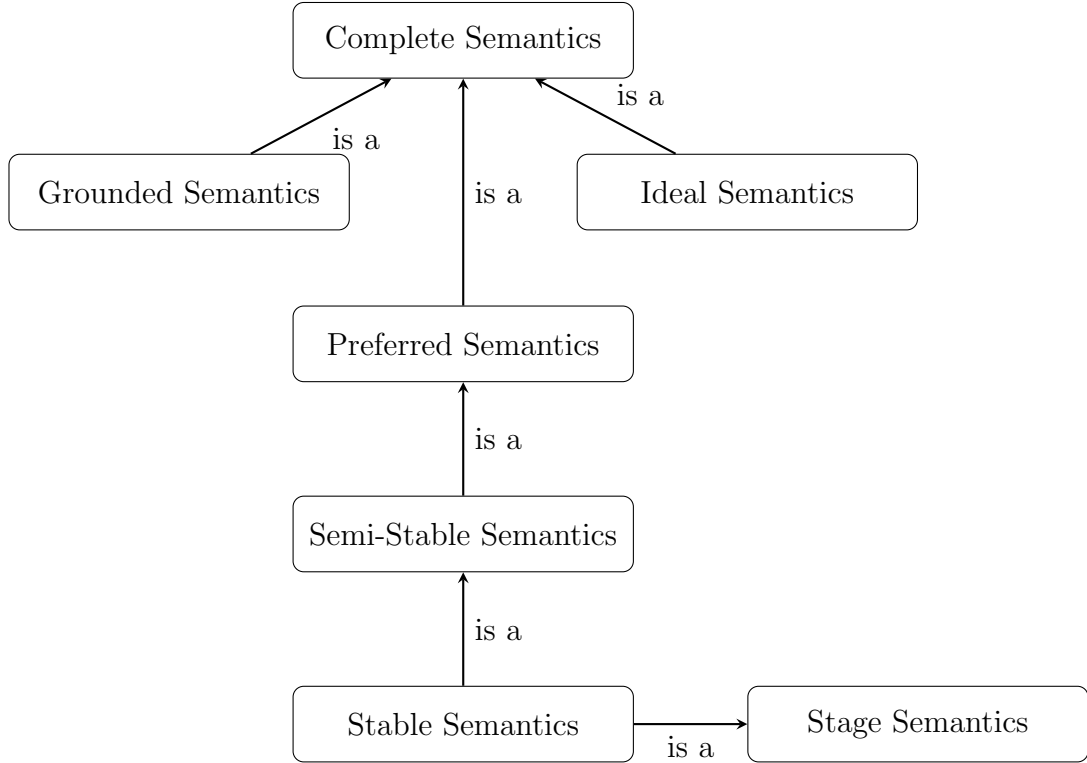 Complete Semantics
is a
is a
Grounded Semantics
is a
Ideal Semantics
Preferred Semantics
is a
Semi-Stable Semantics
is a
Stable Semantics
is a
Stage Semantics